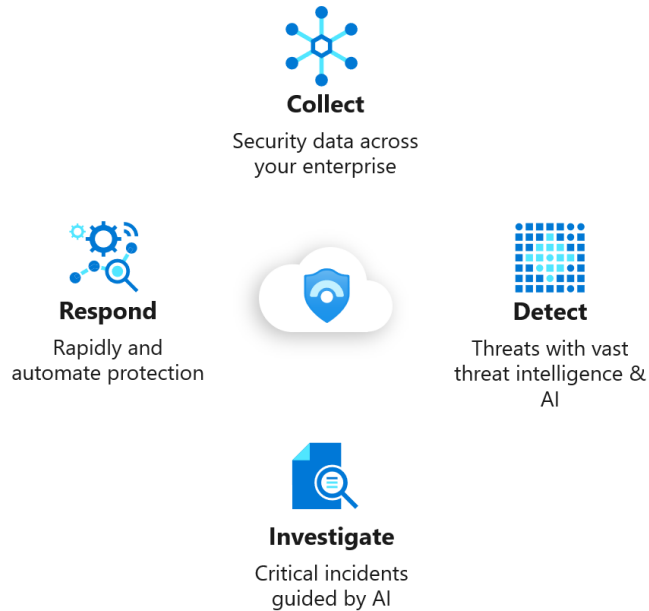 Collect
Security data across
your enterprise
Respond
Rapidly and
automate protection
Detect
Threats with vast
threat intelligence &
AI
Investigate
Critical incidents
guided by AI